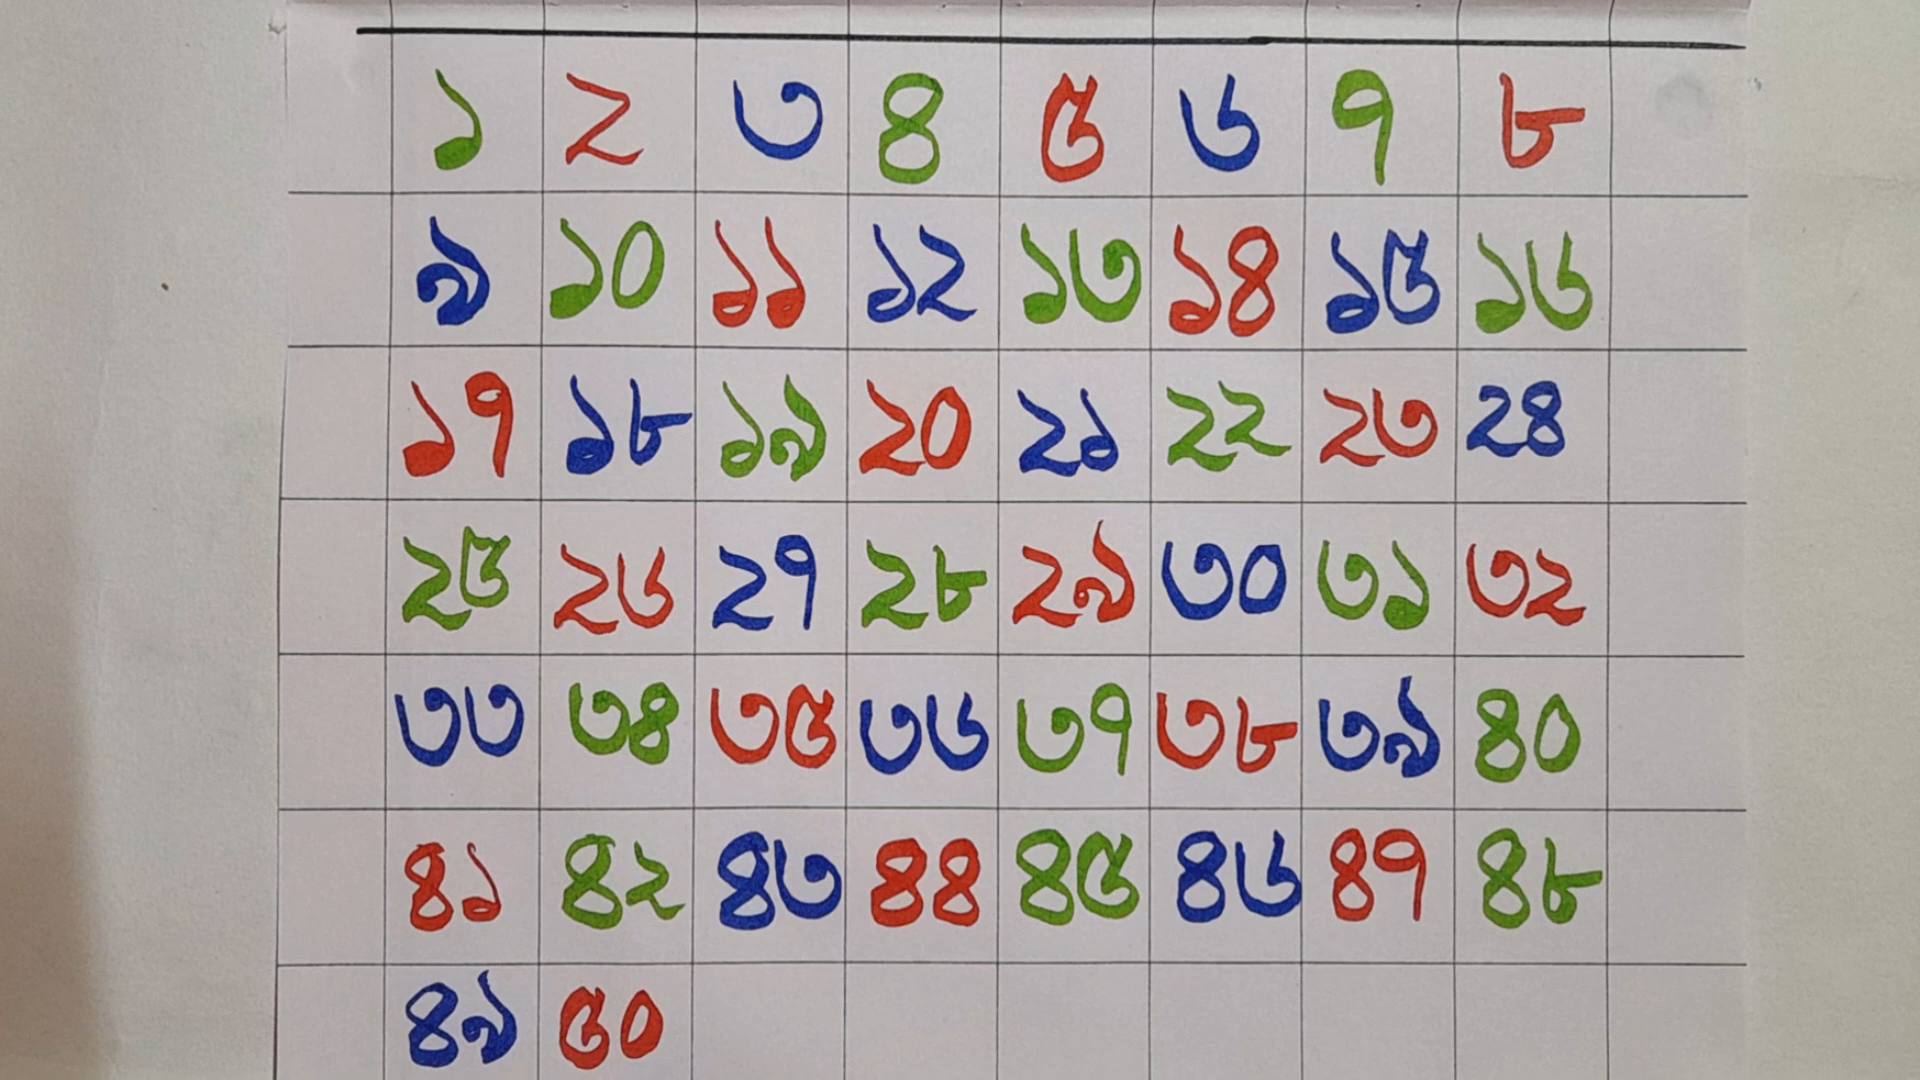 ১ ২ ৩ ৪ ৫ ৬ ৭ ৮
৯ ১০ ১১ ১২ ১৩ ১৪ ১৫ ১৬
১৭ ১৮ ১৯ ২০ ২১ ২২ ২৩ ২৪
২৫ ২৬ ২৭ ২৮ ২৯ ৩০ ৩১ ৩২
৩৩ ৩৪ ৩৫ ৩৬ ৩৭ ৩৮ ৩৯ ৪০
৪১ ৪২ ৪৩ ৪৪ ৪৫ ৪৬ ৪৭ ৪৮
৪৯ ৫০